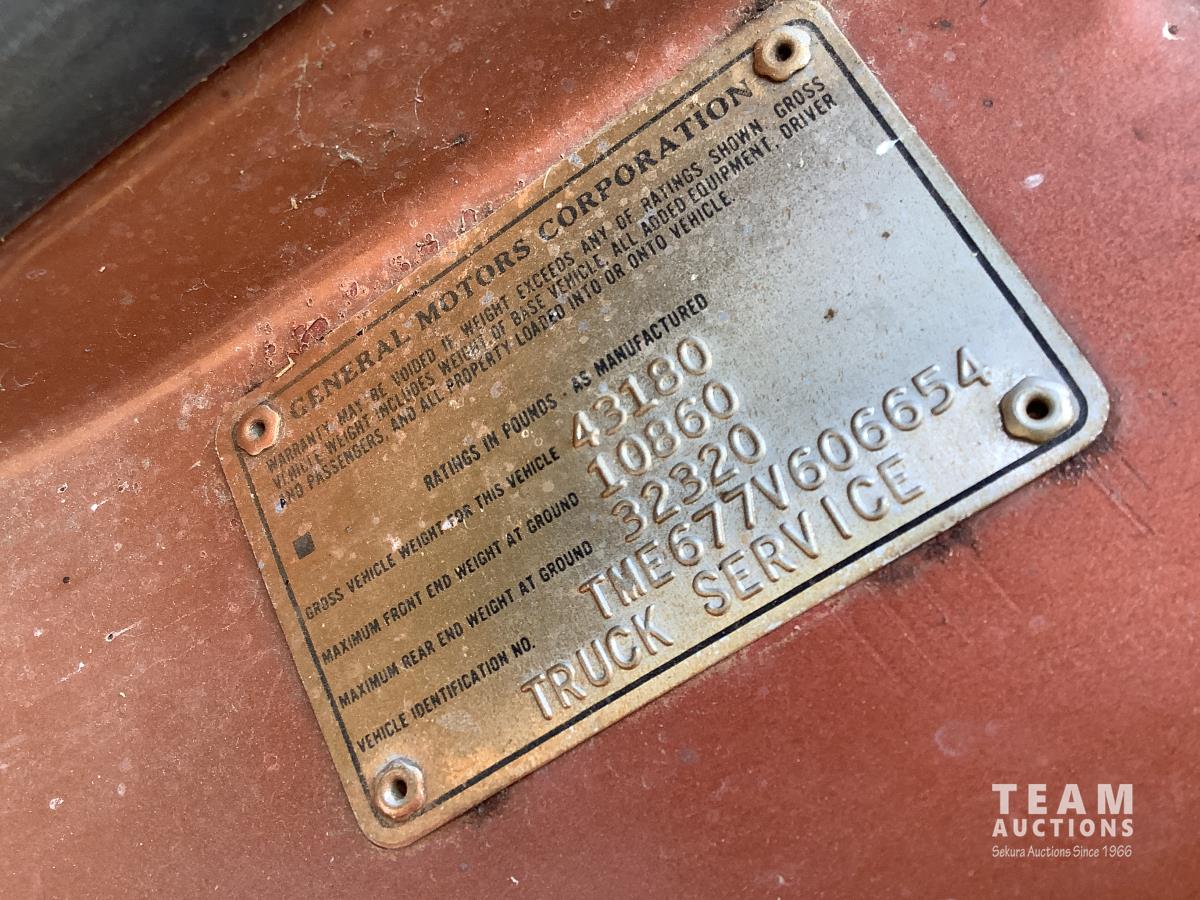 GENERAL MOTORS CORPORATION
WARRANTY MAY BE VOIDED IF WEIGHT EXCEEDS ANY OF RATINGS SHOWN GROSS
VEHICLE WEIGHT INCLUDES WEIGHT OF BASE VEHICLE, ALL ADDED EQUIPMENT, DRIVER
AND PASSENGERS, AND ALL PROPERTY LOADED INTO OR ONTO VEHICLE.
RATINGS IN POUNDS - AS MANUFACTURED
GROSS VEHICLE WEIGHT FOR THIS VEHICLE 43180
MAXIMUM FRONT END WEIGHT AT GROUND 10860
MAXIMUM REAR END WEIGHT AT GROUND 32320
VEHICLE IDENTIFICATION NO. TME677V606654
TRUCK SERVICE
TEAM
AUCTIONS
Sekura Auctions Since 1966